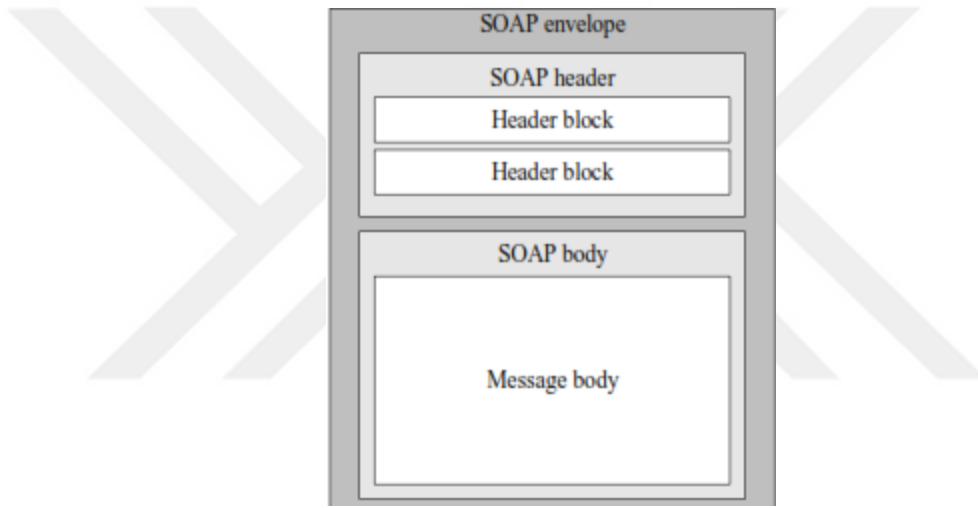 SOAP envelope
SOAP header
Header block
Header block
SOAP body
Message body